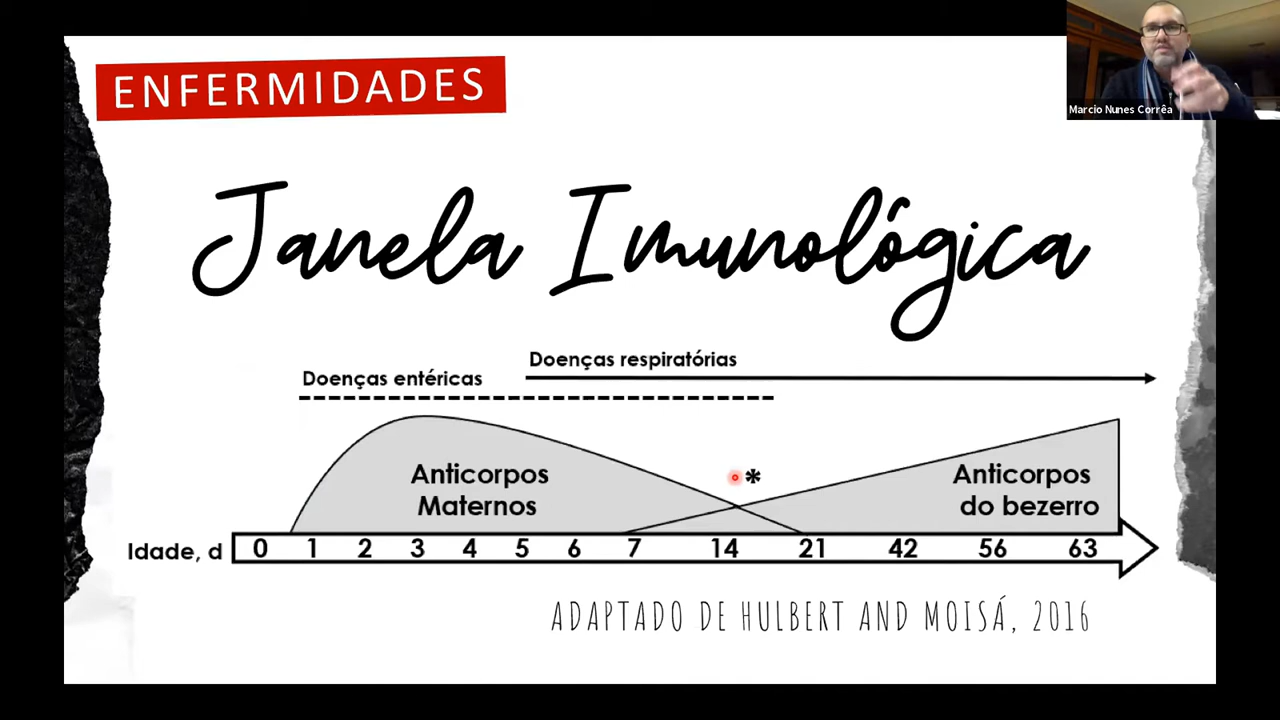 ENFERMIDADES
Marcio Nunes Corrêa
Janela Imunológica
Doenças respiratórias
Doenças entéricas
Anticorpos
Maternos
*
Anticorpos
do bezerro
Idade, d 0 1 2 3 4 5 6 7 14 21 42 56 63
ADAPTADO DE HULBERT AND MOISÁ, 2016